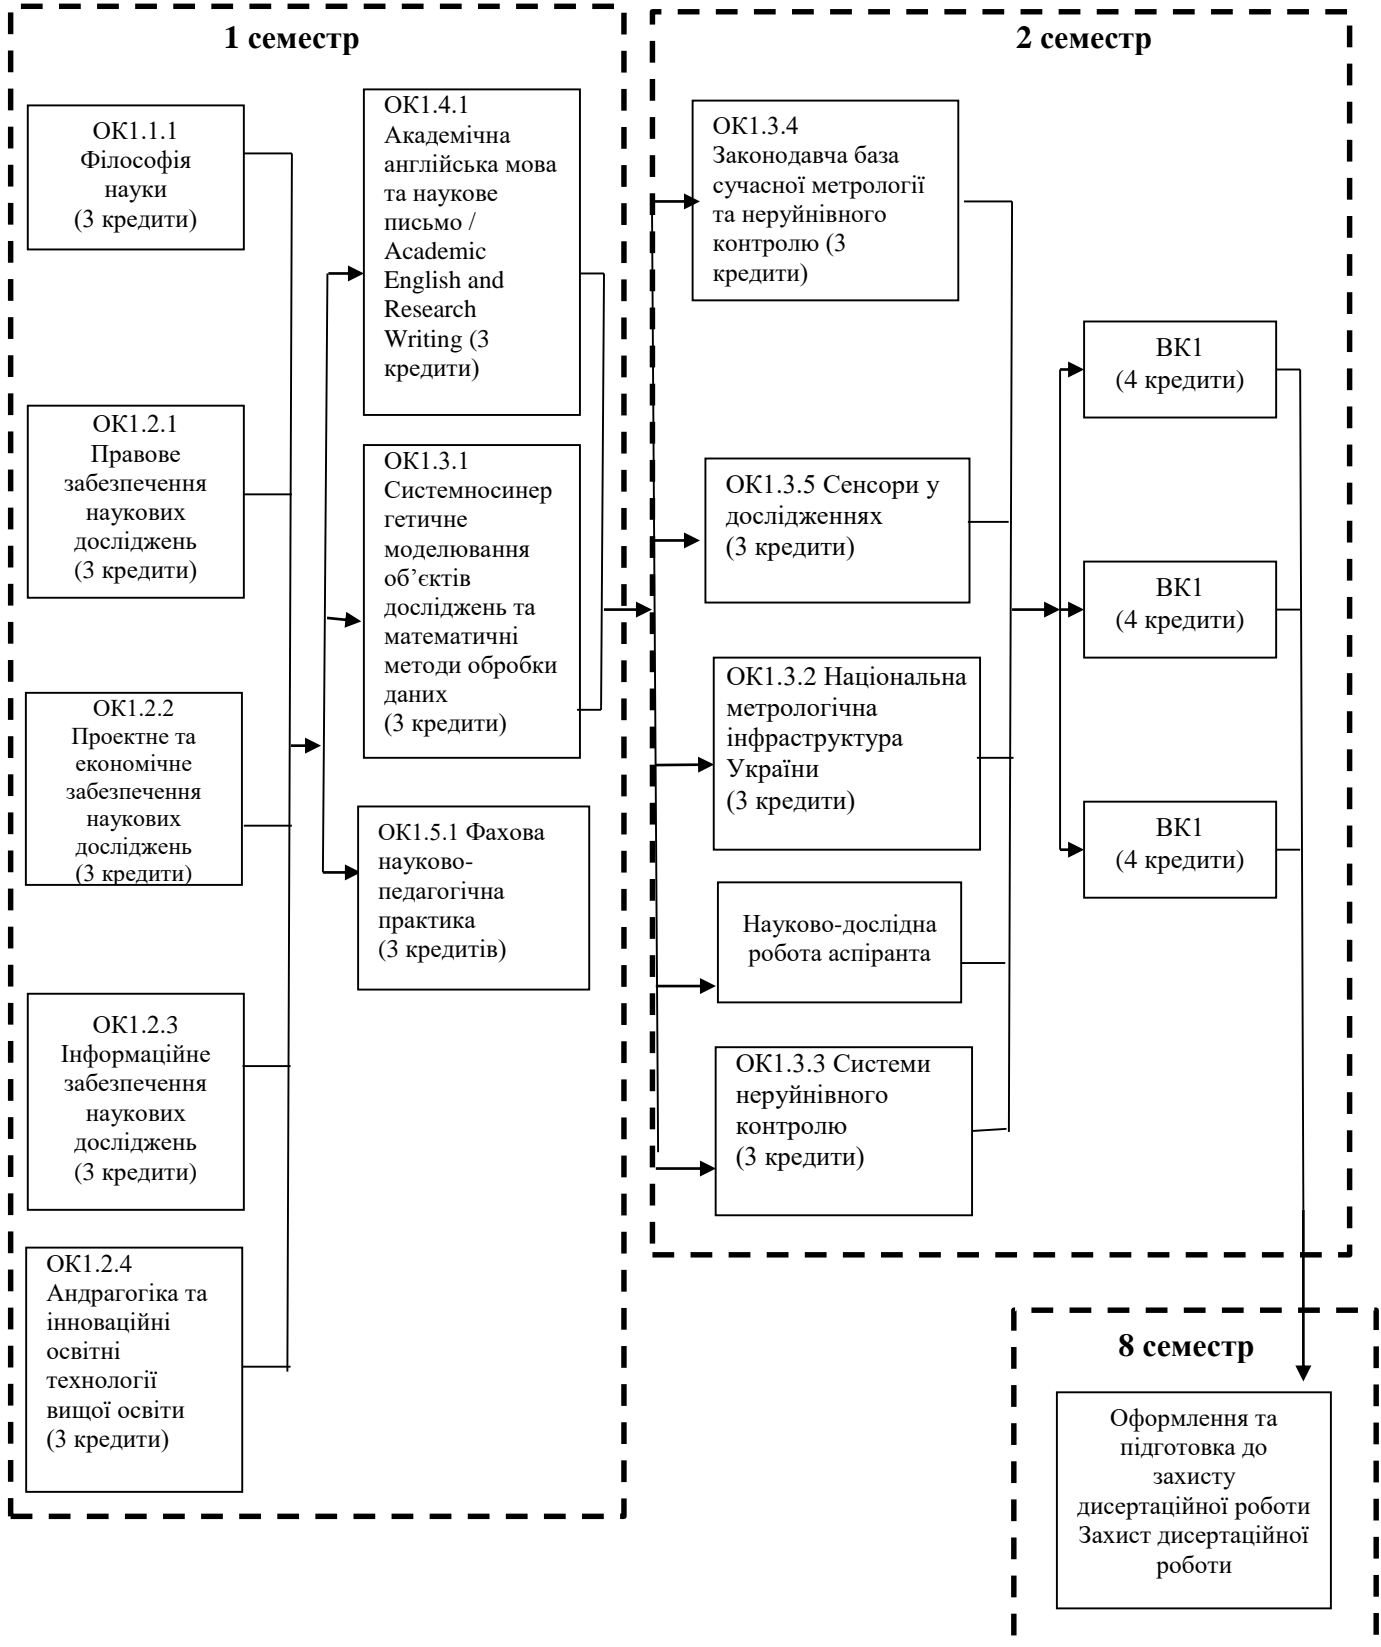 1 семестр
ОК1.1.1
Філософія
науки
(3 кредити)
ОК1.2.1
Правове
забезпечення
наукових
досліджень
(3 кредити)
ОК1.2.2
Проектне та
економічне
забезпечення
наукових
досліджень
(3 кредити)
ОК1.2.3
Інформаційне
забезпечення
наукових
досліджень
(3 кредити)
ОК1.2.4
Андрагогіка та
інноваційні
освітні
технології
вищої освіти
(3 кредити)
ОК1.4.1
Академічна
англійська мова
та наукове
письмо /
Academic
English and
Research
Writing (3
кредити)
ОК1.3.1
Системносинер
гетичне
моделювання
об’єктів
досліджень та
математичні
методи обробки
даних
(3 кредити)
ОК1.5.1 Фахова
науково-
педагогічна
практика
(3 кредитів)
2 семестр
ОК1.3.4
Законодавча база
сучасної метрології
та неруйнівного
контролю (3
кредити)
ОК1.3.5 Сенсори у
дослідженнях
(3 кредити)
ОК1.3.2 Національна
метрологічна
інфраструктура
України
(3 кредити)
Науково-дослідна
робота аспіранта
ОК1.3.3 Системи
неруйнівного
контролю
(3 кредити)
ВК1
(4 кредити)
ВК1
(4 кредити)
ВК1
(4 кредити)
8 семестр
Оформлення та
підготовка до
захисту
дисертаційної роботи
Захист дисертаційної
роботи